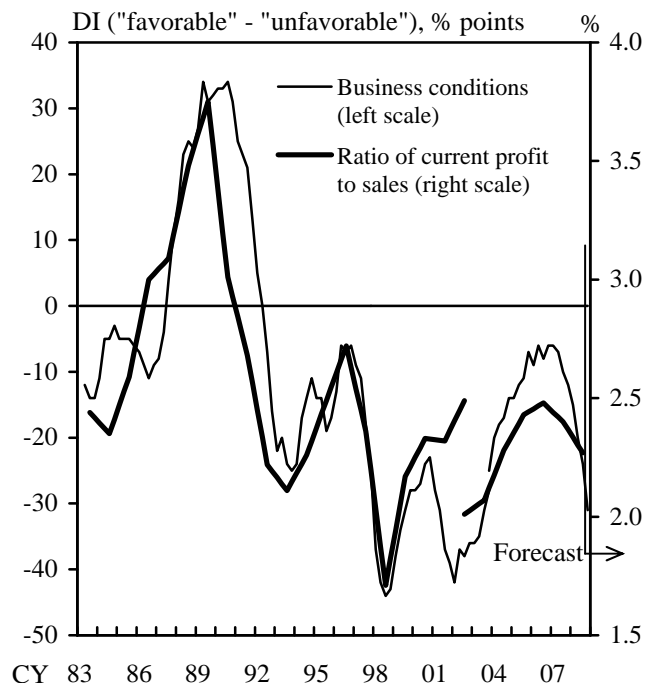 DI ("favorable" - "unfavorable"), % points %
40 4.0
Business conditions
(left scale)
30
3.5
Ratio of current profit
to sales (right scale)
20
10
3.0
0
-10
2.5
-20
-30
2.0
Forecast
-40
-50 1.5
CY 83 86 89 92 95 98 01 04 07